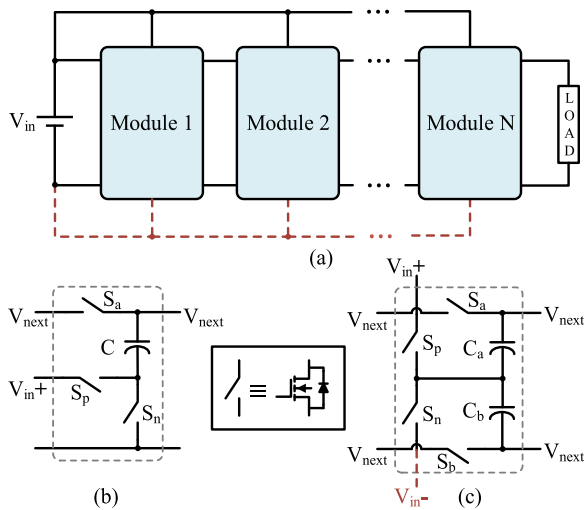 Vin
Module 1
Module 2
Module N
LOAD
(a)
Sa
Vnext
Vnext
C
Vin+
Sp
Sn
(b)
≡
Vin+
Sa
Vnext
Vnext
Sp
Ca
Sn
Cb
Vnext
Vnext
Sb
Vin-
(c)